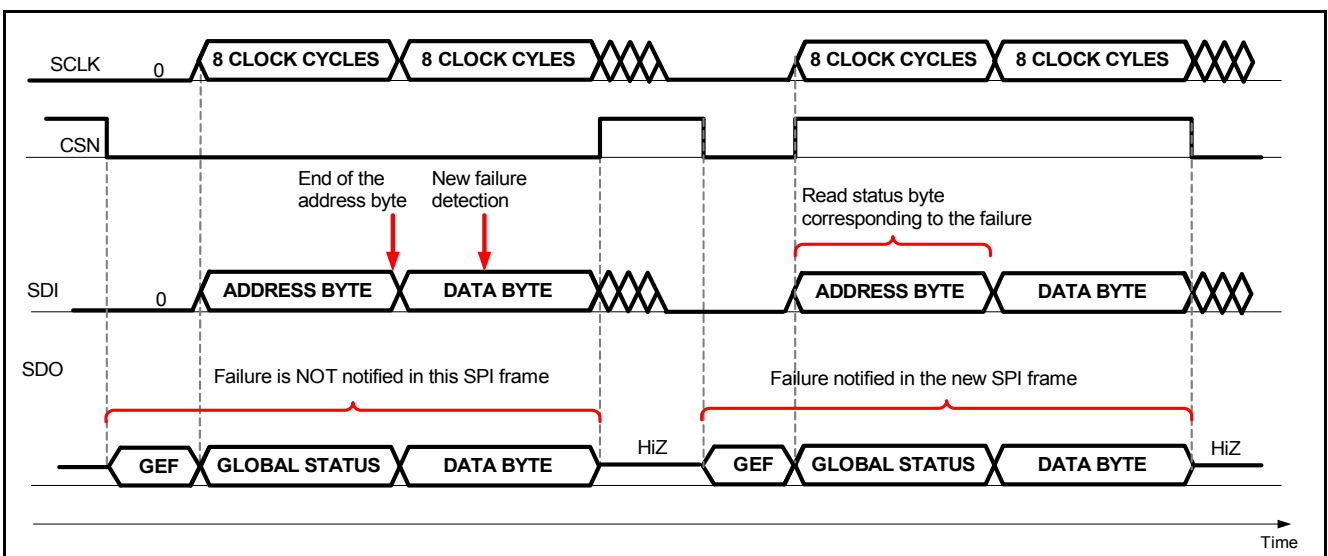 SCLK 0 8 CLOCK CYCLES 8 CLOCK CYLES 8 CLOCK CYCLES 8 CLOCK CYLES
CSN
End of the address byte
New failure detection
Read status byte
corresponding to the failure
SDI 0 ADDRESS BYTE DATA BYTE ADDRESS BYTE DATA BYTE
SDO
Failure is NOT notified in this SPI frame
Failure notified in the new SPI frame
GEF GLOBAL STATUS DATA BYTE HiZ GEF GLOBAL STATUS DATA BYTE HiZ
Time